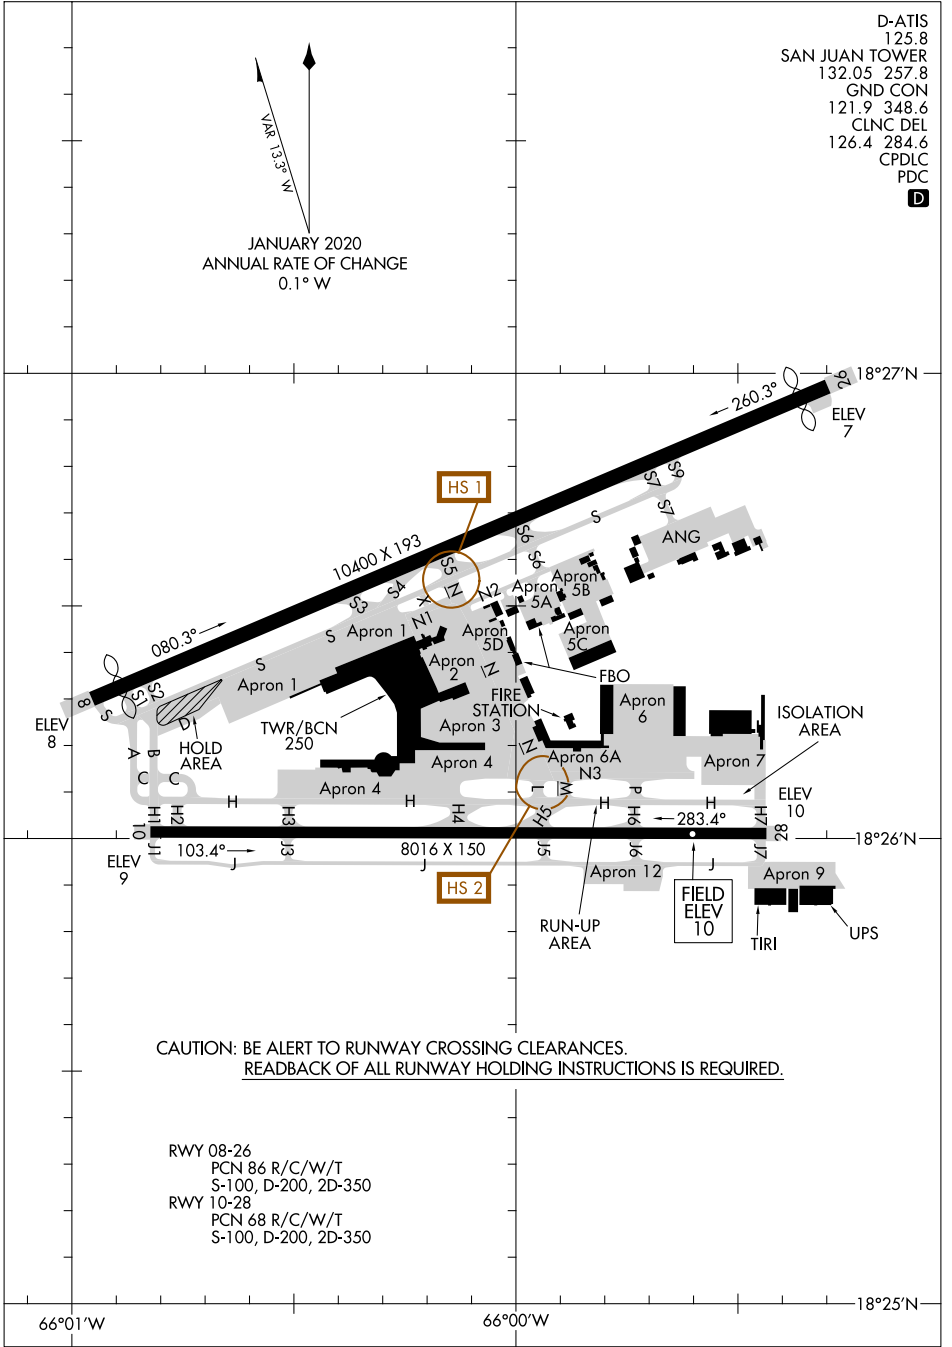 D-ATIS
125.8
SAN JUAN TOWER
132.05 257.8
GND CON
121.9 348.6
CLNC DEL
126.4 284.6
CPDLC
PDC
D
VAR 13.3° W
JANUARY 2020
ANNUAL RATE OF CHANGE
0.1° W
18°27'N
26
260.3°
ELEV
7
HS 1
S9
S7
S7
S
S6
S6
ANG
10400 X 193
S5
N
S4
S3
X
N1
N2
Apron
5A
Apron
5B
Apron
5C
Apron
5D
080.3°
S
Apron 1
S
Apron 1
Apron
2
N
FBO
8
S
S1
S2
D
HOLD
AREA
ELEV
8
TWR/BCN
250
FIRE
STATION
Apron 3
Apron
6
ISOLATION
AREA
A
B
C
C
Apron 4
Apron 4
N
Apron 6A
N3
Apron 7
L
M
P
H
H
H
H
H1
H2
H3
H4
H5
H6
H7
ELEV
10
283.4°
10
28
18°26'N
ELEV
9
103.4°
8016 X 150
J1
J
J3
J
J5
J6
J
J7
HS 2
Apron 12
Apron 9
RUN-UP
AREA
FIELD
ELEV
10
TIRI
UPS
CAUTION: BE ALERT TO RUNWAY CROSSING CLEARANCES.
READBACK OF ALL RUNWAY HOLDING INSTRUCTIONS IS REQUIRED.
RWY 08-26
PCN 86 R/C/W/T
S-100, D-200, 2D-350
RWY 10-28
PCN 68 R/C/W/T
S-100, D-200, 2D-350
18°25'N
66°01'W
66°00'W